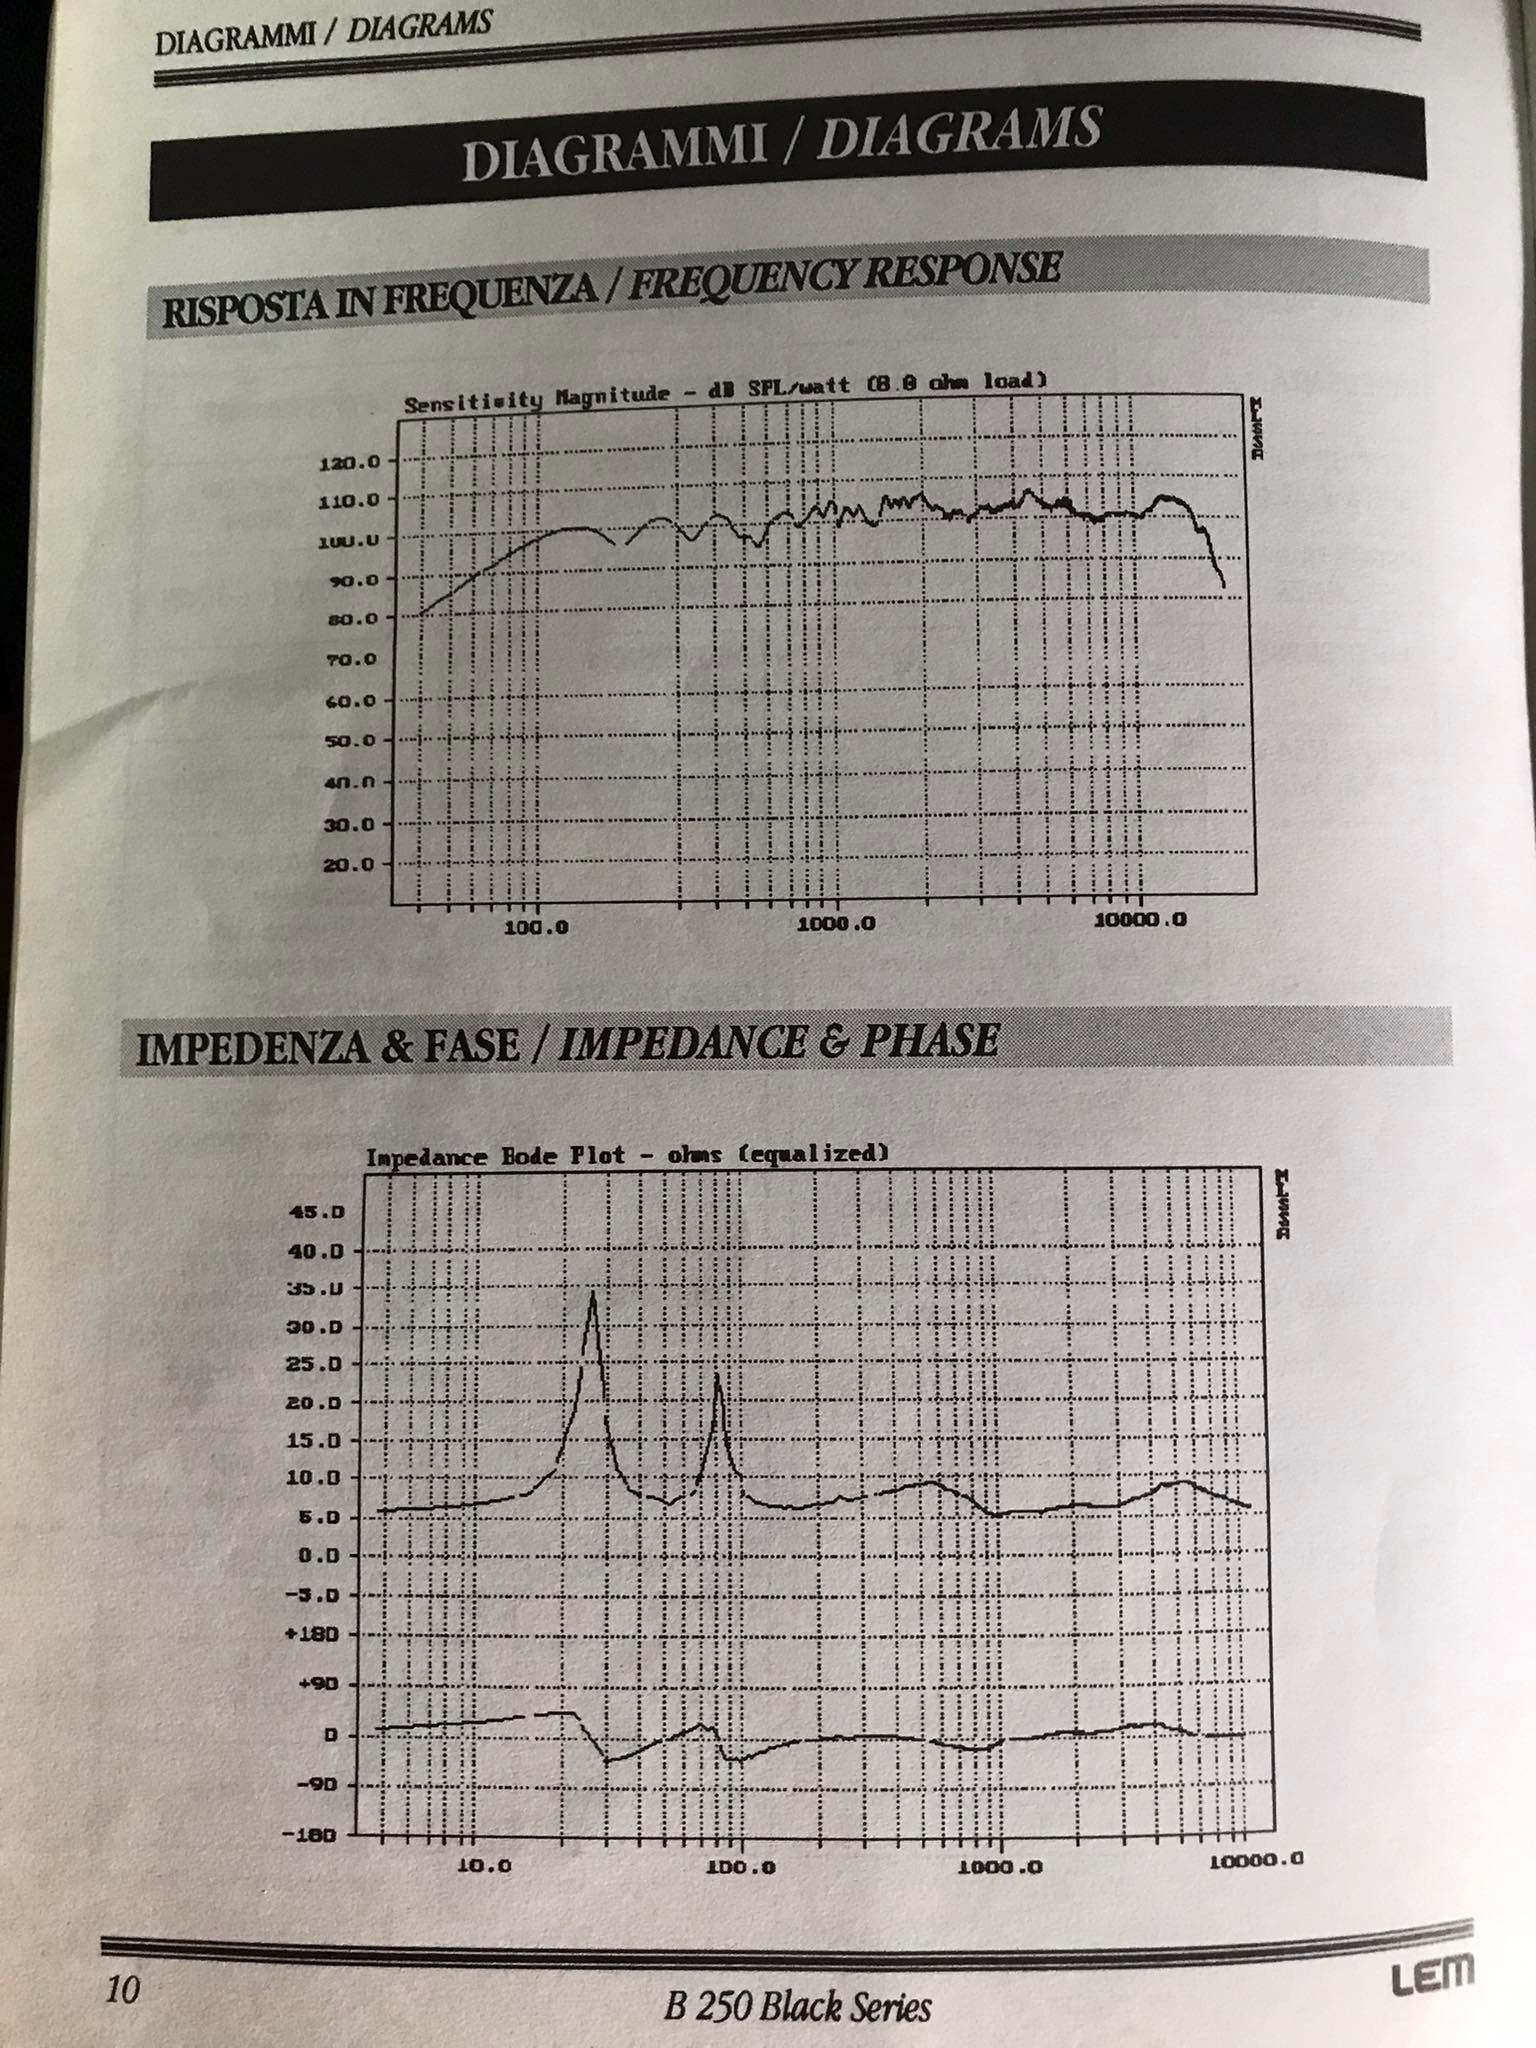 DIAGRAMMI / DIAGRAMS
DIAGRAMMI / DIAGRAMS
RISPOSTA IN FREQUENZA / FREQUENCY RESPONSE
Sensitivity Magnitude - dB SPL/watt (8.0 ohm load)
MLSSA
120.0
110.0
100.0
90.0
80.0
70.0
60.0
50.0
40.0
30.0
20.0
100.0 1000.0 10000.0
IMPEDENZA & FASE / IMPEDANCE & PHASE
Impedance Bode Plot - ohms (equalized)
MLSSA
45.0
40.0
35.0
30.0
25.0
20.0
15.0
10.0
5.0
0.0
-5.0
+180
+90
0
-90
-180
10.0 100.0 1000.0 10000.0
10
B 250 Black Series
LEM